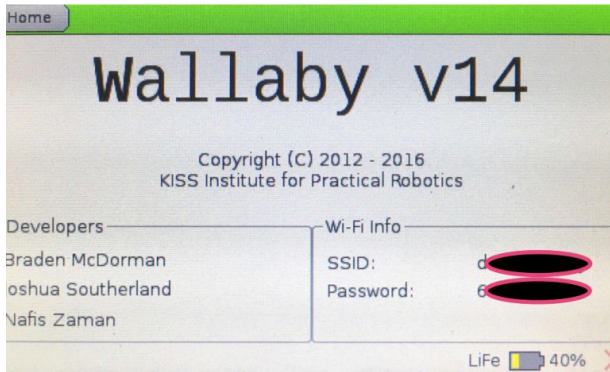 Home
Wallaby v14
Copyright (C) 2012 - 2016
KISS Institute for Practical Robotics
Developers
Braden McDorman
oshua Southerland
Nafis Zaman
Wi-Fi Info
SSID: d
Password: 6
LiFe 40%